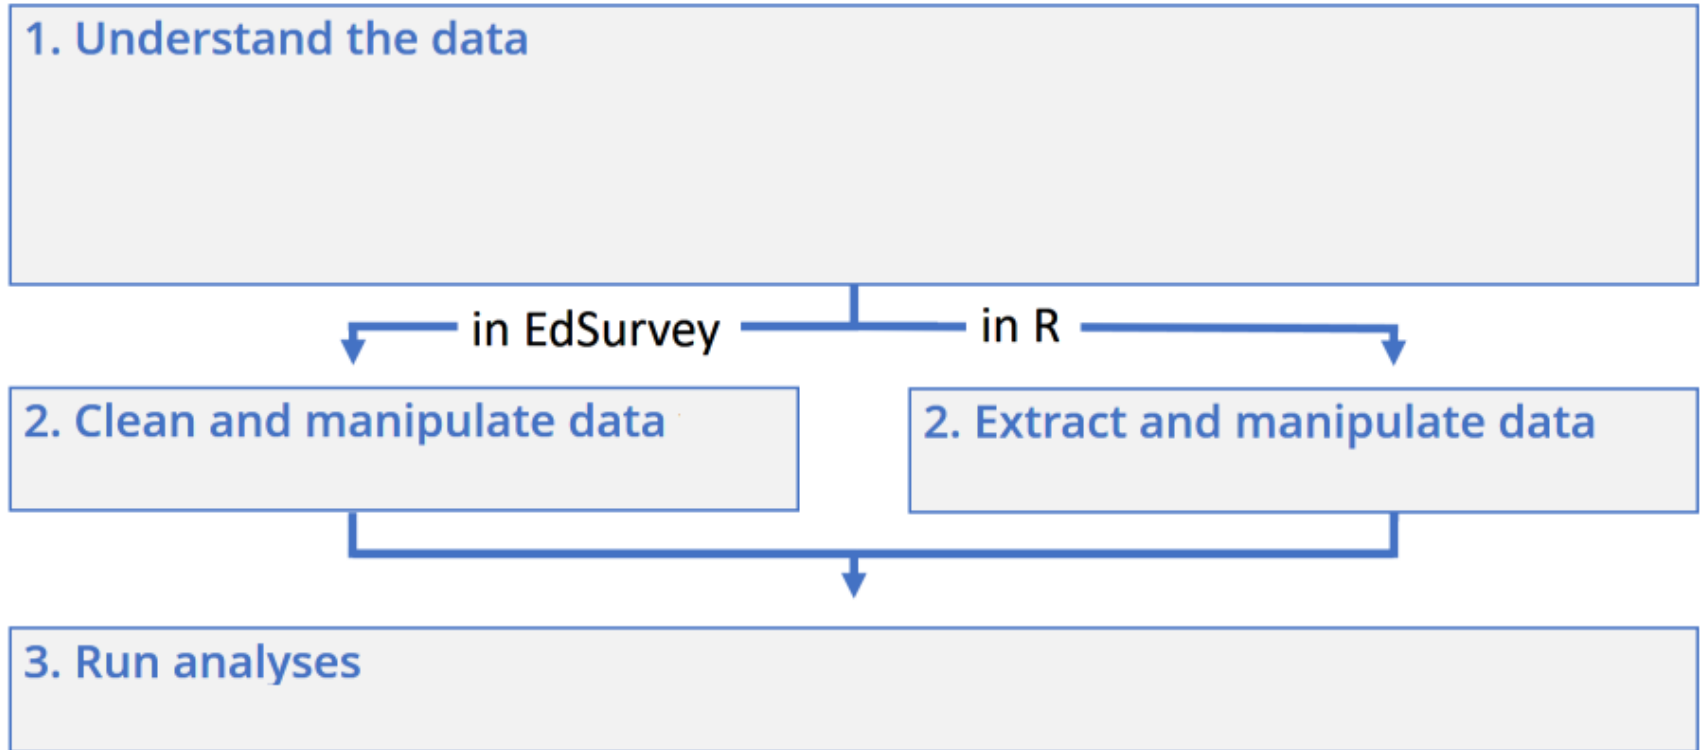 1. Understand the data
in EdSurvey
in R
2. Clean and manipulate data
2. Extract and manipulate data
3. Run analyses